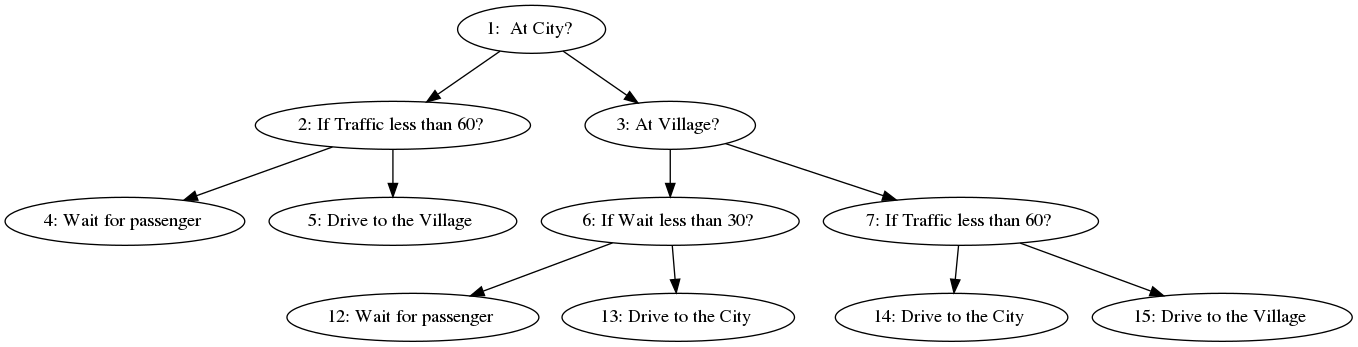 1:  At City?
2: If Traffic less than 60?
3: At Village?
4: Wait for passenger
5: Drive to the Village
6: If Wait less than 30?
7: If Traffic less than 60?
12: Wait for passenger
13: Drive to the City
14: Drive to the City
15: Drive to the Village